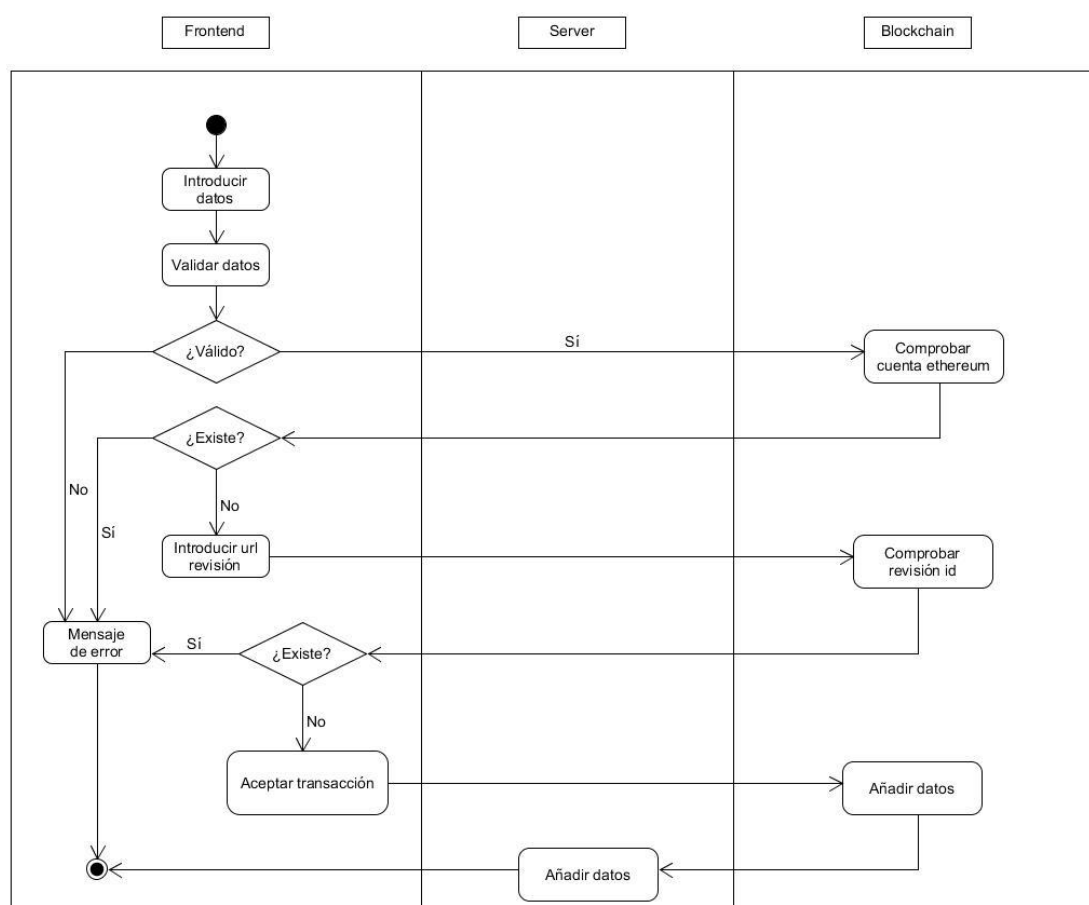 Frontend
Server
Blockchain
Introducir
datos
Validar datos
¿Válido?
Sí
Comprobar
cuenta ethereum
¿Existe?
No
Sí
No
Introducir url
revisión
Comprobar
revisión id
Mensaje
de error
Sí
¿Existe?
No
Aceptar transacción
Añadir datos
Añadir datos